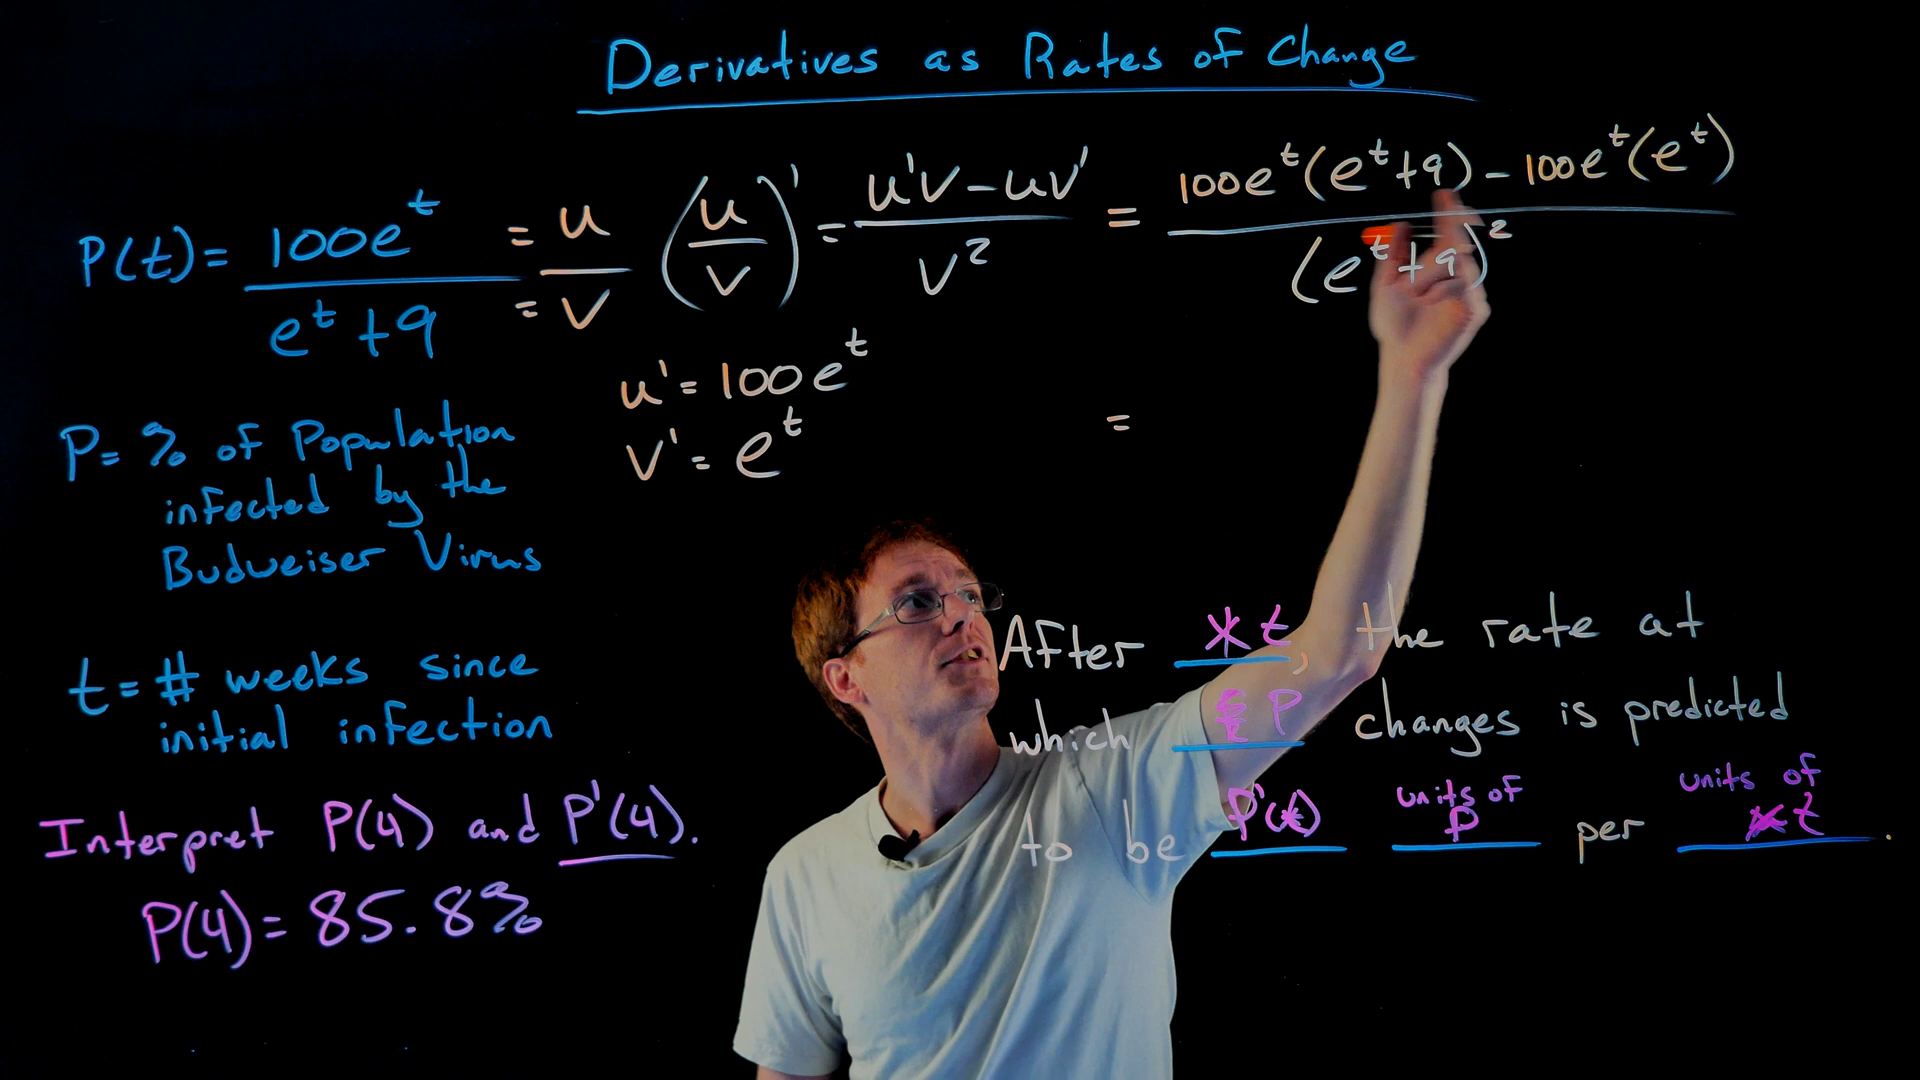 Derivatives as Rates of Change
P(t) = 100e^t / (e^t + 9) = u / = v (u/v)' = (u'v - uv') / v² = (100e^t(e^t+9) - 100e^t(e^t)) / (e^t+9)²
u' = 100e^t
v' = e^t
=
P = % of Population
infected by the
Budweiser Virus
t = # weeks since
initial infection
Interpret P(4) and P'(4).
P(4) = 85.8%
After t, the rate at
which P changes is predicted
to be P'( ) units of P per units of t.